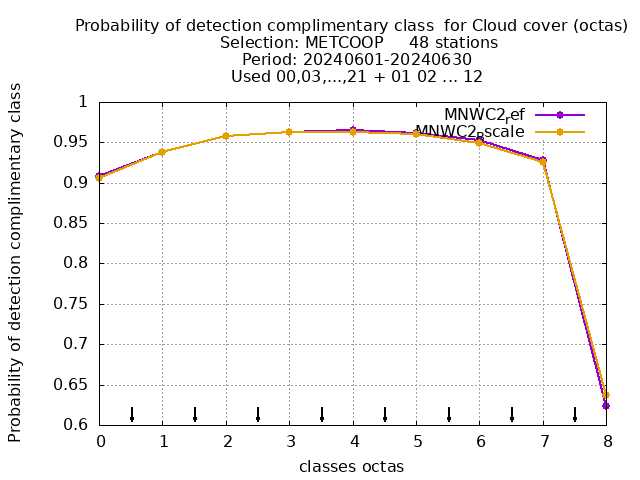 Probability of detection complimentary class  for Cloud cover (octas)
Selection: METCOOP     48 stations
Period: 20240601-20240630
Used 00,03,...,21 + 01 02 ... 12
Probability of detection complimentary class
1
0.95
0.9
0.85
0.8
0.75
0.7
0.65
0.6
MNWC2ref
MNWC2pscale
0 1 2 3 4 5 6 7 8
classes octas